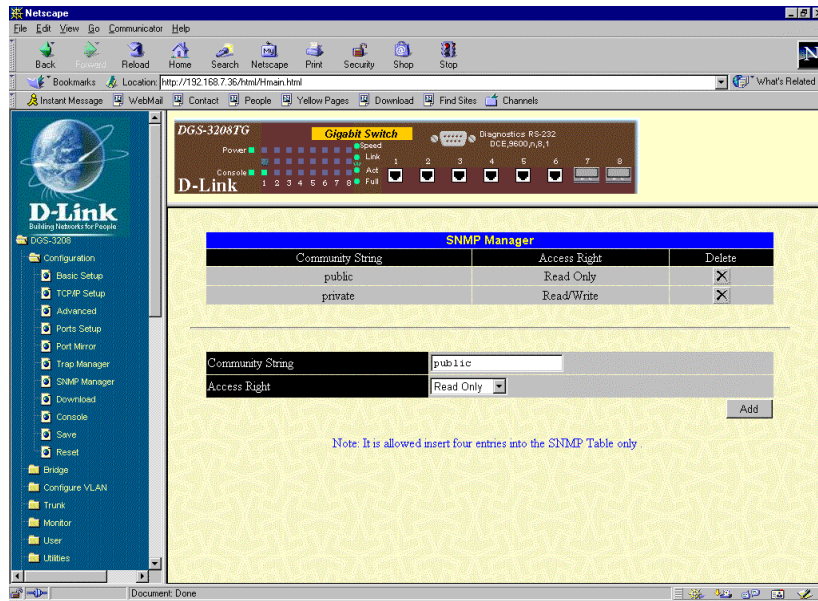 Netscape
File Edit View Go Communicator Help
Back Forward Reload Home Search Netscape Print Security Shop Stop
Bookmarks Location: http://192.168.7.36/html/Hmain.html What's Related
Instant Message WebMail Contact People Yellow Pages Download Find Sites Channels
D-Link
Building Networks for People
DGS-3208
Configuration
Basic Setup
TCP/IP Setup
Advanced
Ports Setup
Port Mirror
Trap Manager
SNMP Manager
Download
Console
Save
Reset
Bridge
Configure VLAN
Trunk
Monitor
User
Utilities
DGS-3208TG Gigabit Switch Diagnostics RS-232
DCE,9600,n,8,1
Power Speed
Link 1 2 3 4 5 6 7 8
Console Act
D-Link 1 2 3 4 5 6 7 8 Full
SNMP Manager
Community String Access Right Delete
public Read Only
private Read/Write
Community String public
Access Right Read Only
Add
Note: It is allowed insert four entries into the SNMP Table only .
Document: Done